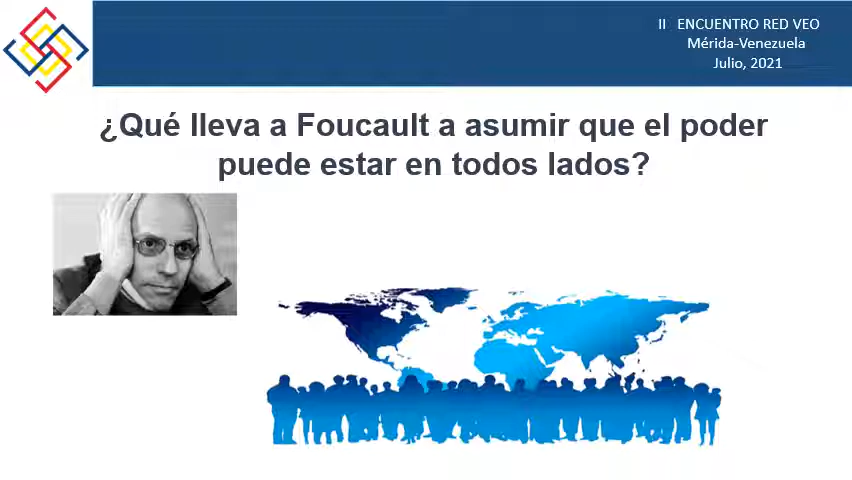 II ENCUENTRO RED VEO
Mérida-Venezuela
Julio, 2021
¿Qué lleva a Foucault a asumir que el poder
puede estar en todos lados?